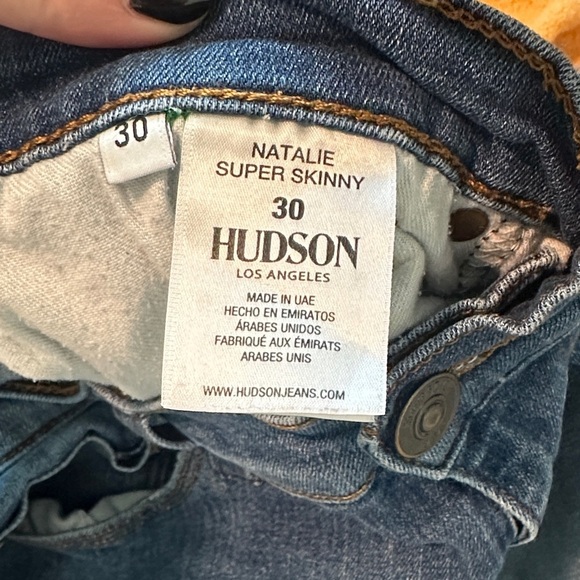 30
NATALIE
SUPER SKINNY
30
HUDSON
LOS ANGELES
MADE IN UAE
HECHO EN EMIRATOS
ÁRABES UNIDOS
FABRIQUÉ AUX ÉMIRATS
ARABES UNIS
WWW.HUDSONJEANS.COM